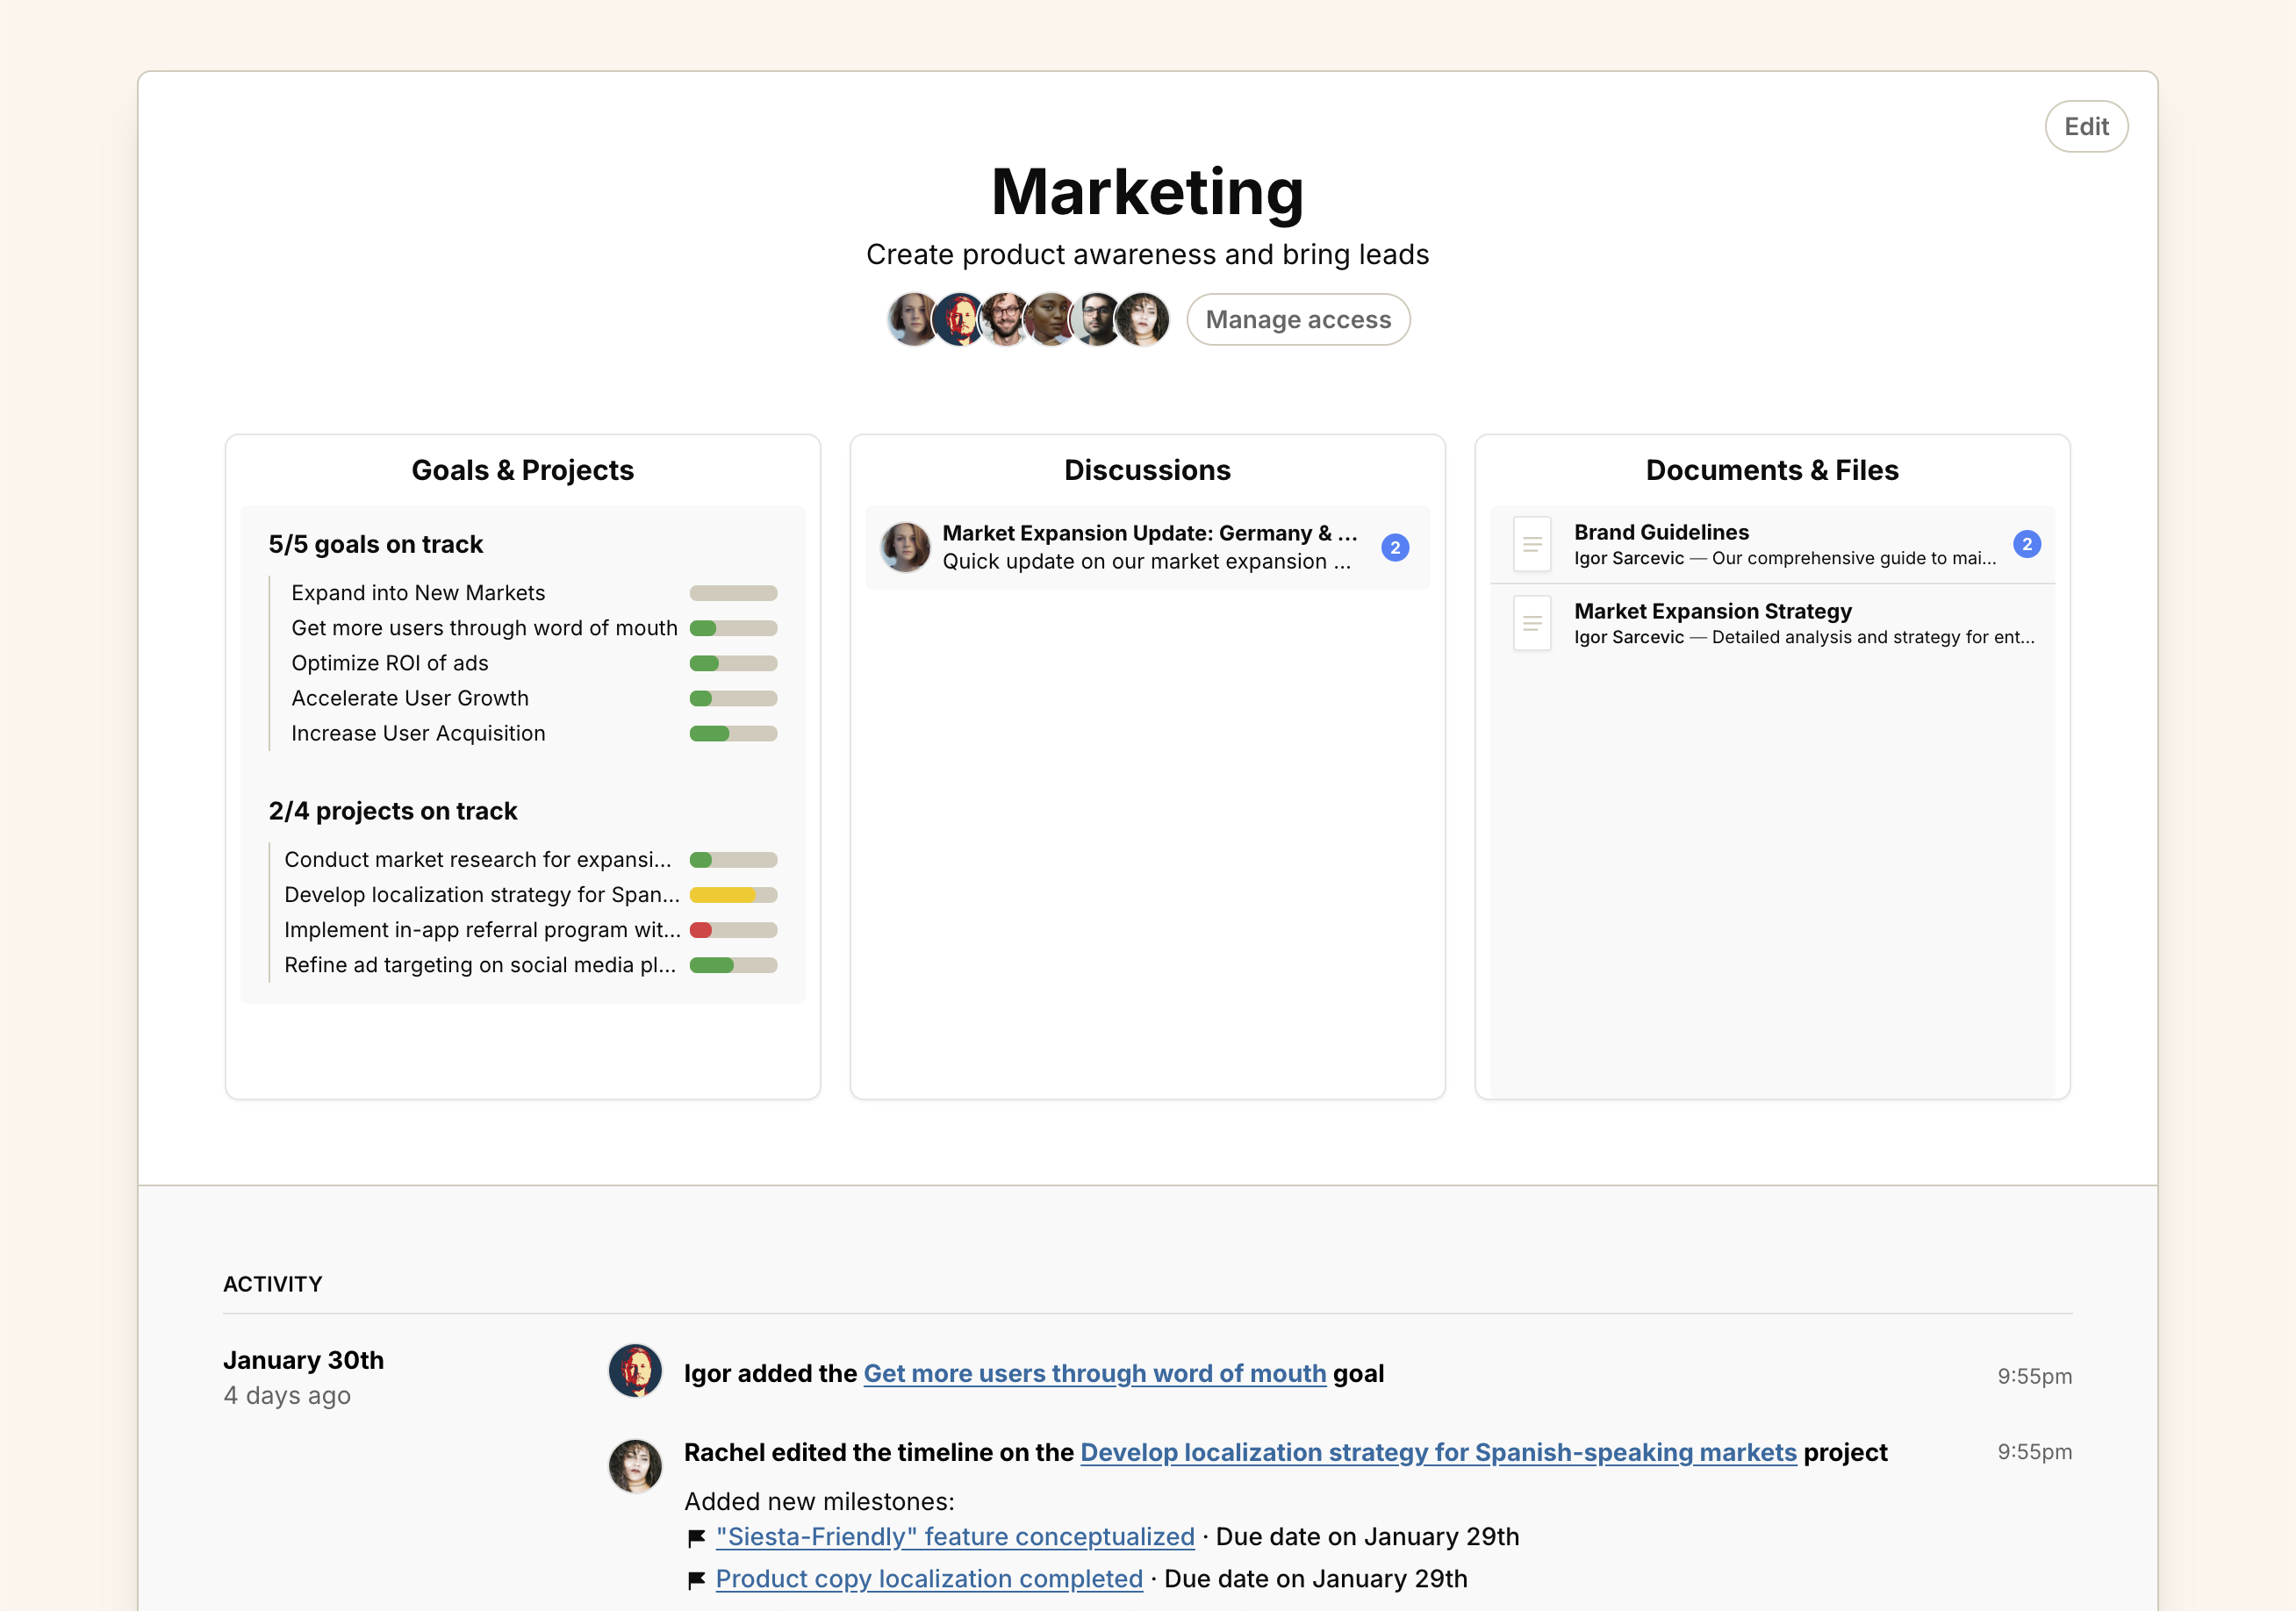 Edit
Marketing
Create product awareness and bring leads
Manage access
Goals & Projects
5/5 goals on track
Expand into New Markets
Get more users through word of mouth
Optimize ROI of ads
Accelerate User Growth
Increase User Acquisition
2/4 projects on track
Conduct market research for expansi...
Develop localization strategy for Span...
Implement in-app referral program wit...
Refine ad targeting on social media pl...
Discussions
Market Expansion Update: Germany & ...
Quick update on our market expansion ...
2
Documents & Files
Brand Guidelines
Igor Sarcevic — Our comprehensive guide to mai...
2
Market Expansion Strategy
Igor Sarcevic — Detailed analysis and strategy for ent...
ACTIVITY
January 30th
4 days ago
Igor added the Get more users through word of mouth goal
9:55pm
Rachel edited the timeline on the Develop localization strategy for Spanish-speaking markets project
9:55pm
Added new milestones:
"Siesta-Friendly" feature conceptualized · Due date on January 29th
Product copy localization completed · Due date on January 29th